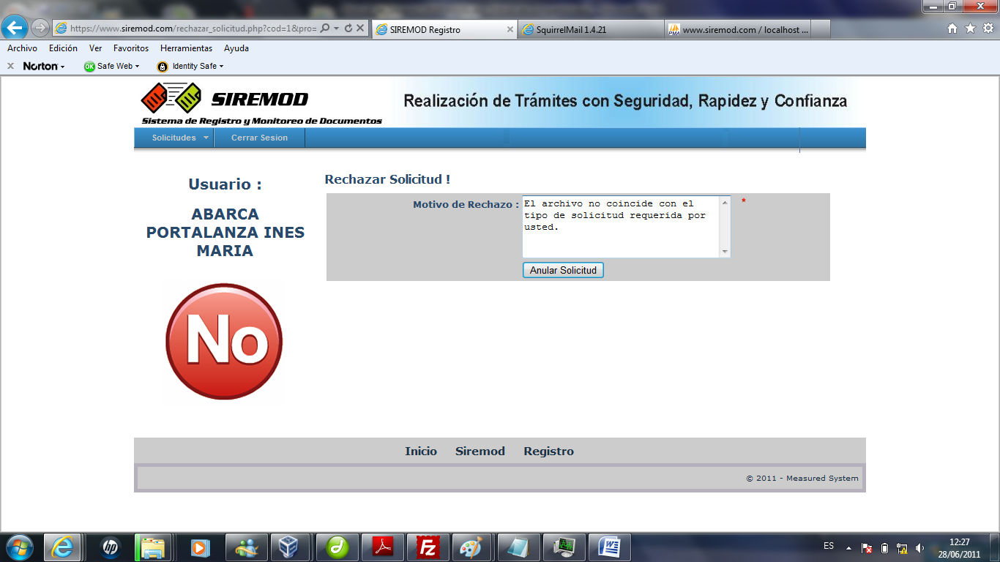 https://www.siremod.com/rechazar_solicitud.php?cod=1&pro=
SIREMOD Registro
SquirrelMail 1.4.21
www.siremod.com / localhost ...
Archivo Edición Ver Favoritos Herramientas Ayuda
x Norton OK Safe Web Identity Safe
SIREMOD
Sistema de Registro y Monitoreo de Documentos
Realización de Trámites con Seguridad, Rapidez y Confianza
Solicitudes Cerrar Sesion
Usuario :
ABARCA
PORTALANZA INES
MARIA
No
Rechazar Solicitud !
Motivo de Rechazo :
El archivo no coincide con el
tipo de solicitud requerida por
usted.
*
Anular Solicitud
Inicio Siremod Registro
© 2011 - Measured System
hp
Fz
W
ES
12:27
28/06/2011